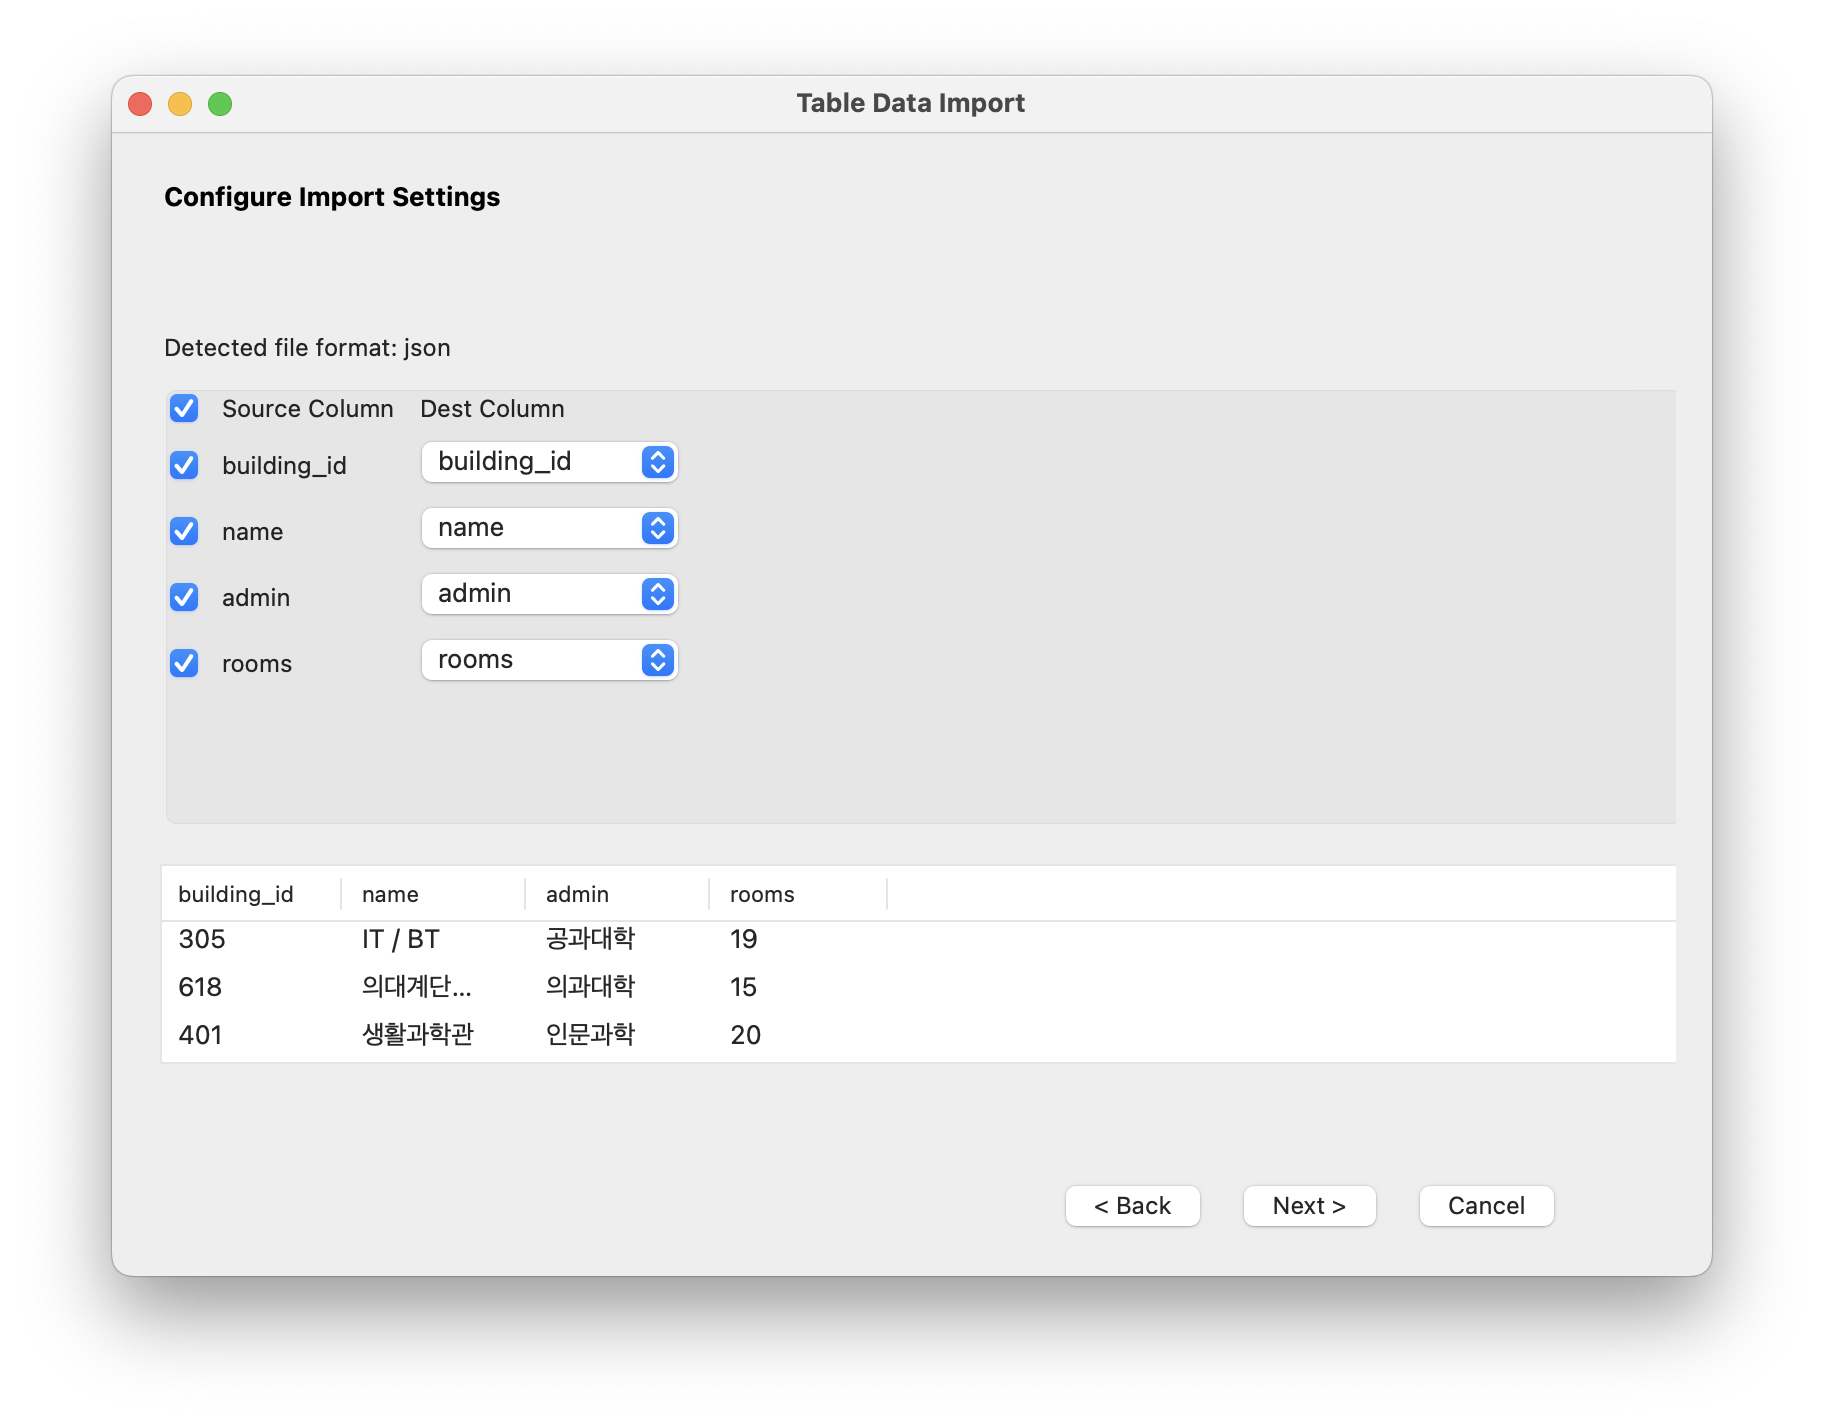 Table Data Import
Configure Import Settings
Detected file format: json
Source Column Dest Column
building_id building_id
name name
admin admin
rooms rooms
building_id name admin rooms
305 IT / BT 공과대학 19
618 의대계단... 의과대학 15
401 생활과학관 인문과학 20
< Back Next > Cancel